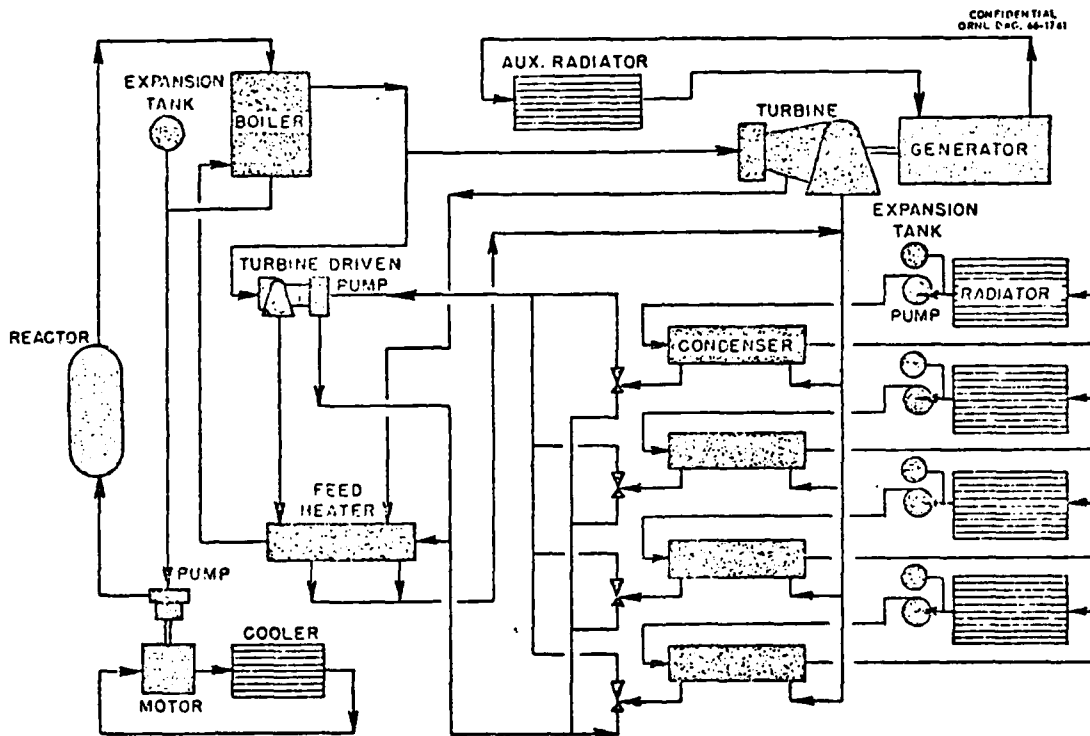 CONFIDENTIAL
ORNL DWG. 66-1761
EXPANSION
TANK
BOILER
AUX. RADIATOR
TURBINE
GENERATOR
EXPANSION
TANK
TURBINE DRIVEN
PUMP
RADIATOR
PUMP
REACTOR
CONDENSER
FEED
HEATER
PUMP
COOLER
MOTOR